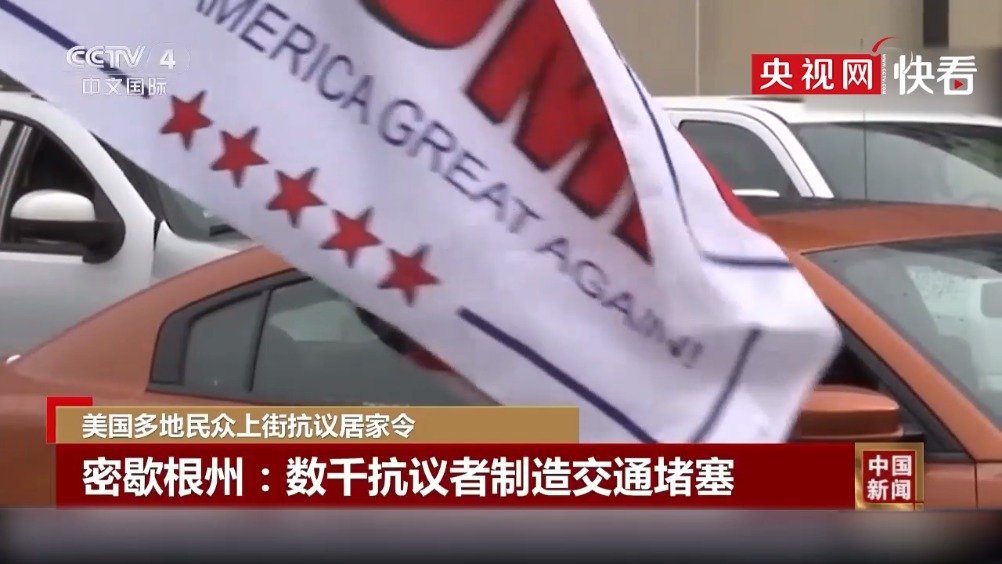 CCTV 4
中文国际
央视网 快看
AMERICA GREAT AGAIN!
美国多地民众上街抗议居家令
密歇根州：数千抗议者制造交通堵塞
中国
新闻